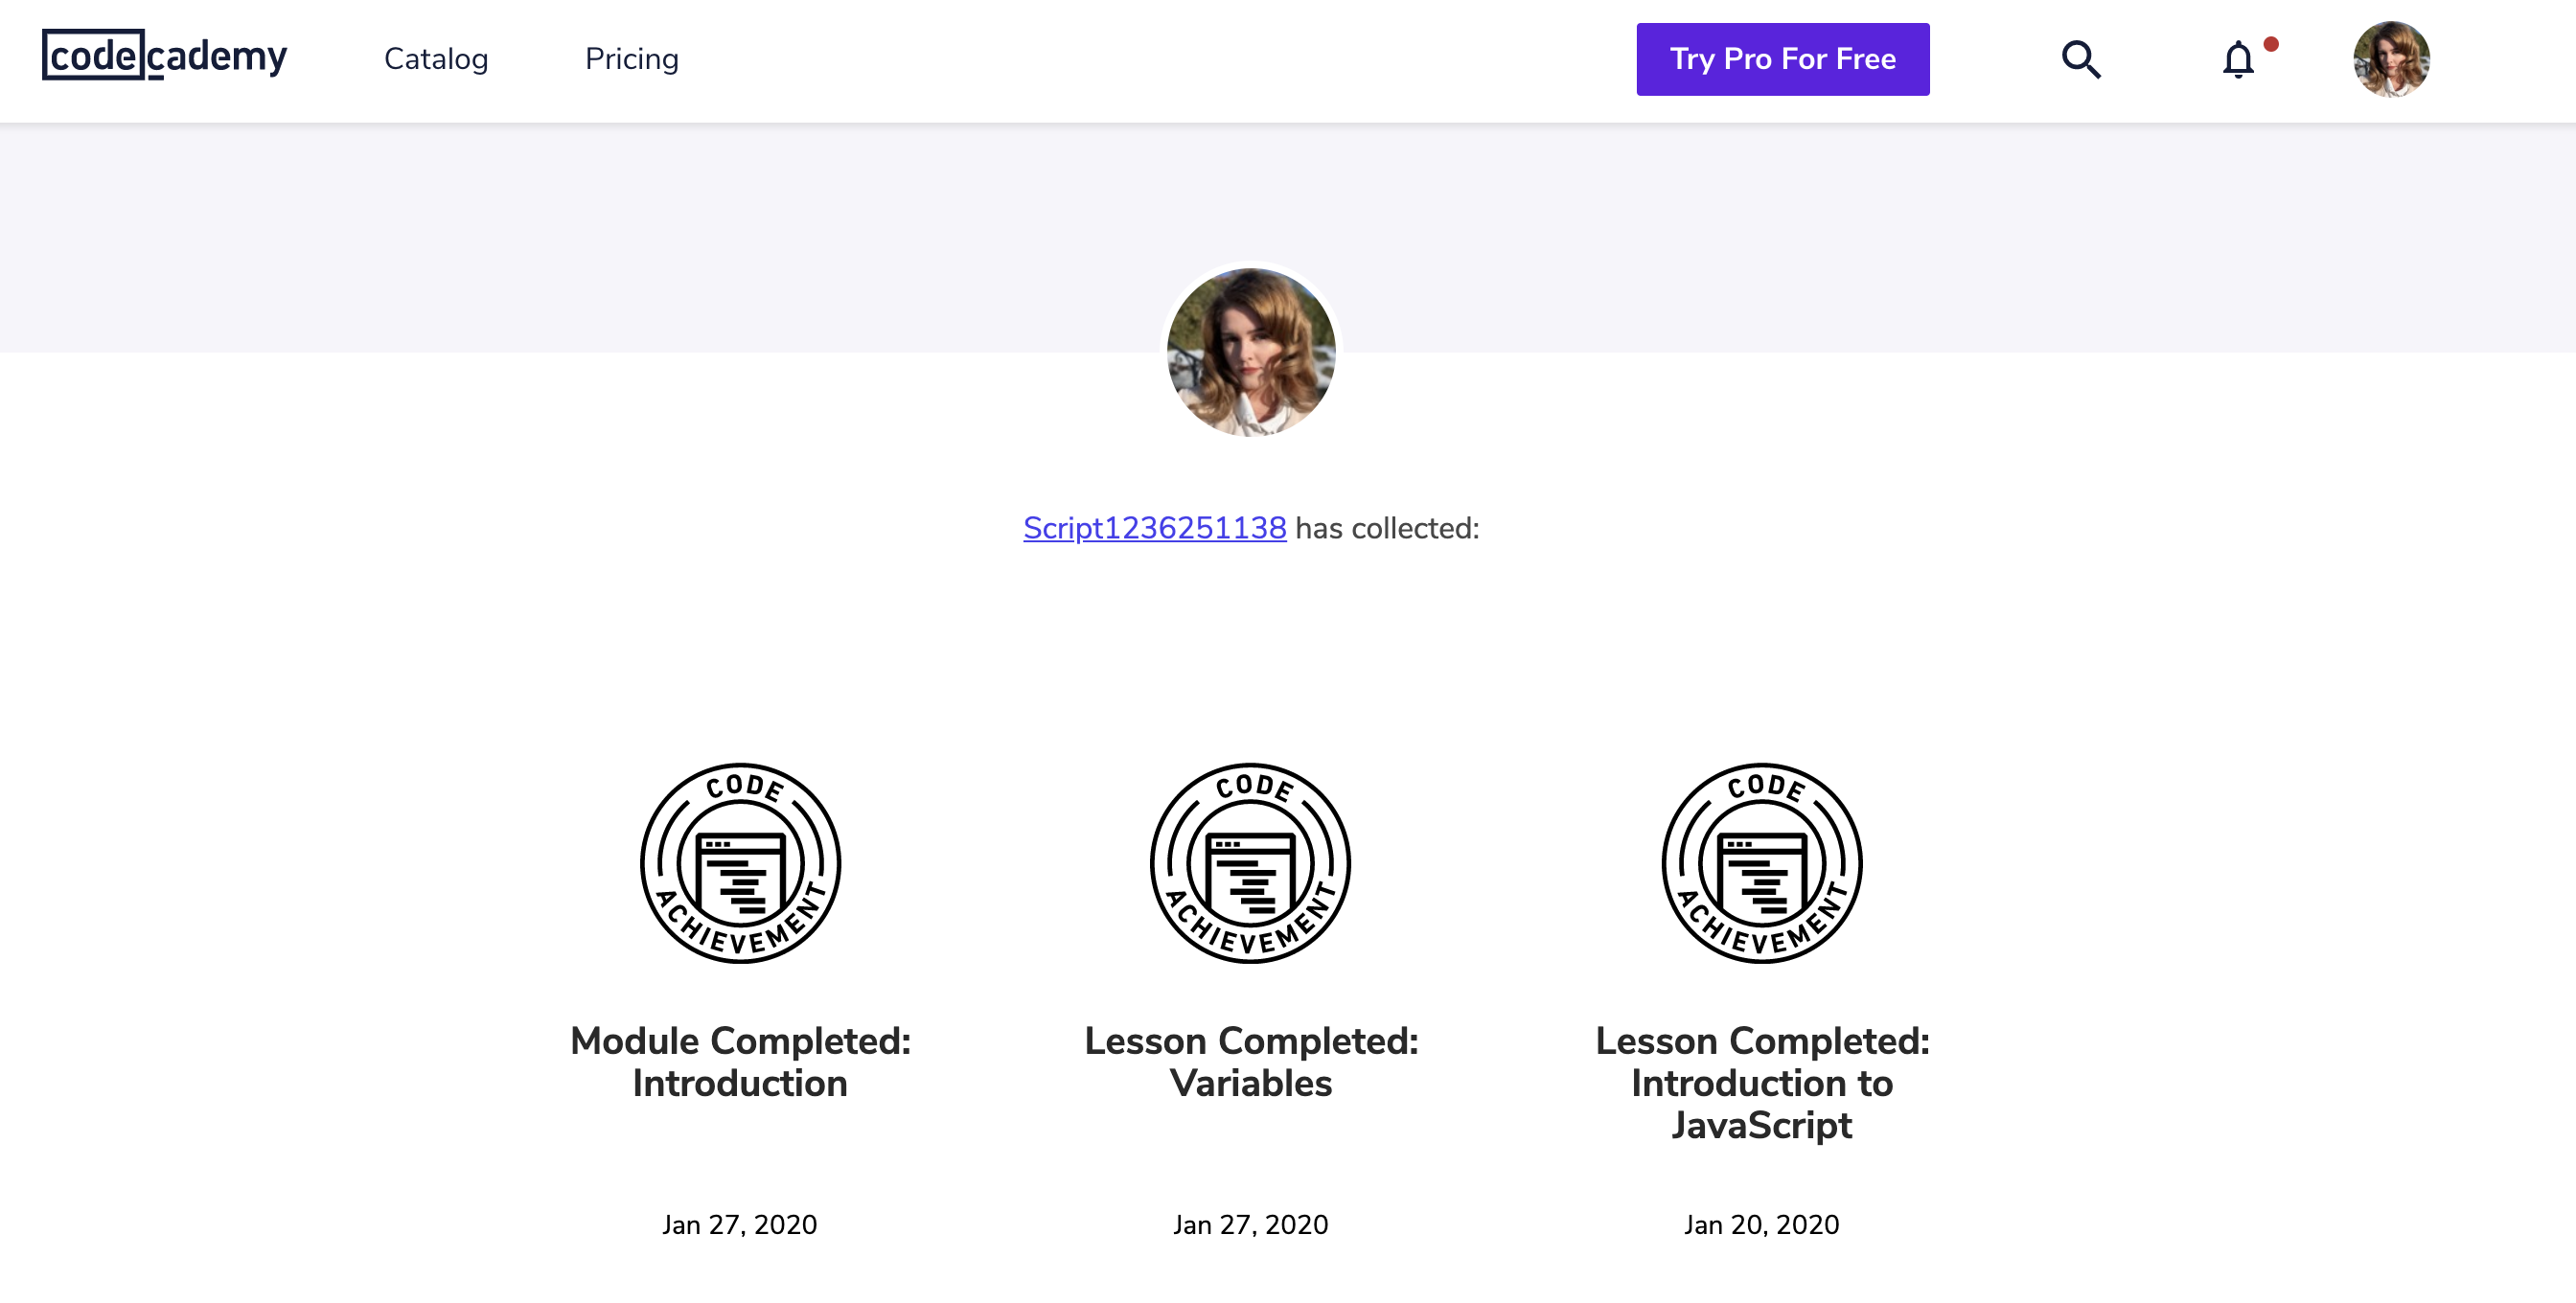 codecademy
Catalog
Pricing
Try Pro For Free
Script1236251138 has collected:
CODE
ACHIEVEMENT
Module Completed:
Introduction
Jan 27, 2020
CODE
ACHIEVEMENT
Lesson Completed:
Variables
Jan 27, 2020
CODE
ACHIEVEMENT
Lesson Completed:
Introduction to
JavaScript
Jan 20, 2020